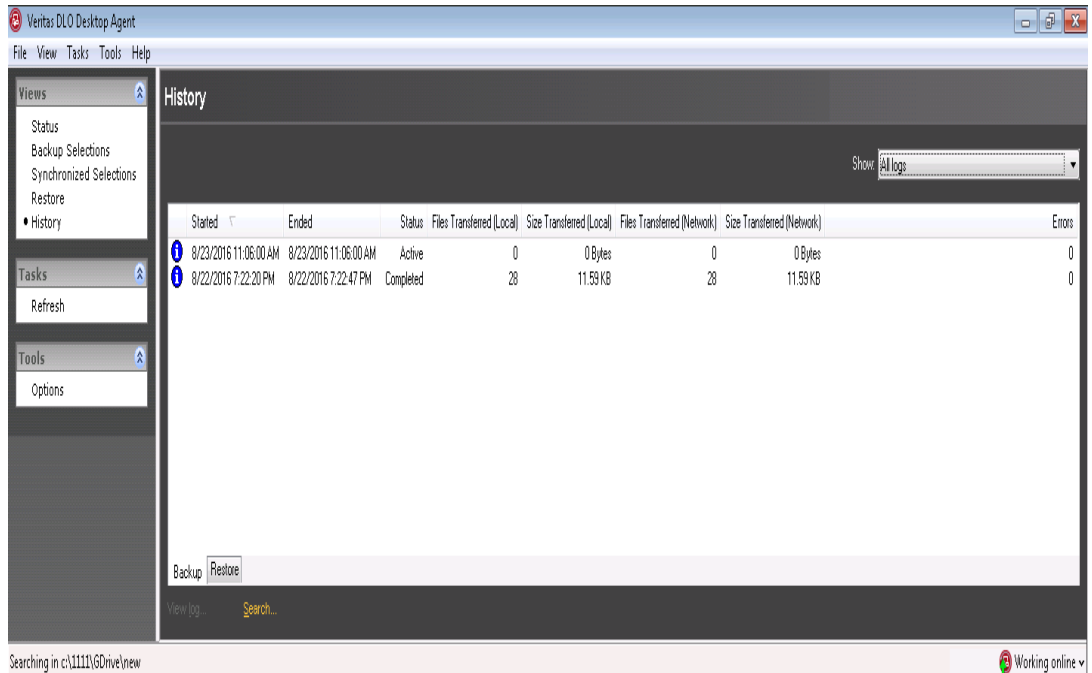 Veritas DLO Desktop Agent
File View Tasks Tools Help
Views
Status
Backup Selections
Synchronized Selections
Restore
History
Tasks
Refresh
Tools
Options
History
Show: All logs
Started Ended Status Files Transferred (Local) Size Transferred (Local) Files Transferred (Network) Size Transferred (Network) Errors
8/23/2016 11:06:00 AM 8/23/2016 11:06:00 AM Active 0 0 Bytes 0 0 Bytes 0
8/22/2016 7:22:20 PM 8/22/2016 7:22:47 PM Completed 28 11.59 KB 28 11.59 KB 0
Backup Restore
View log... Search...
Searching in c:\1111\GDrive\new Working online